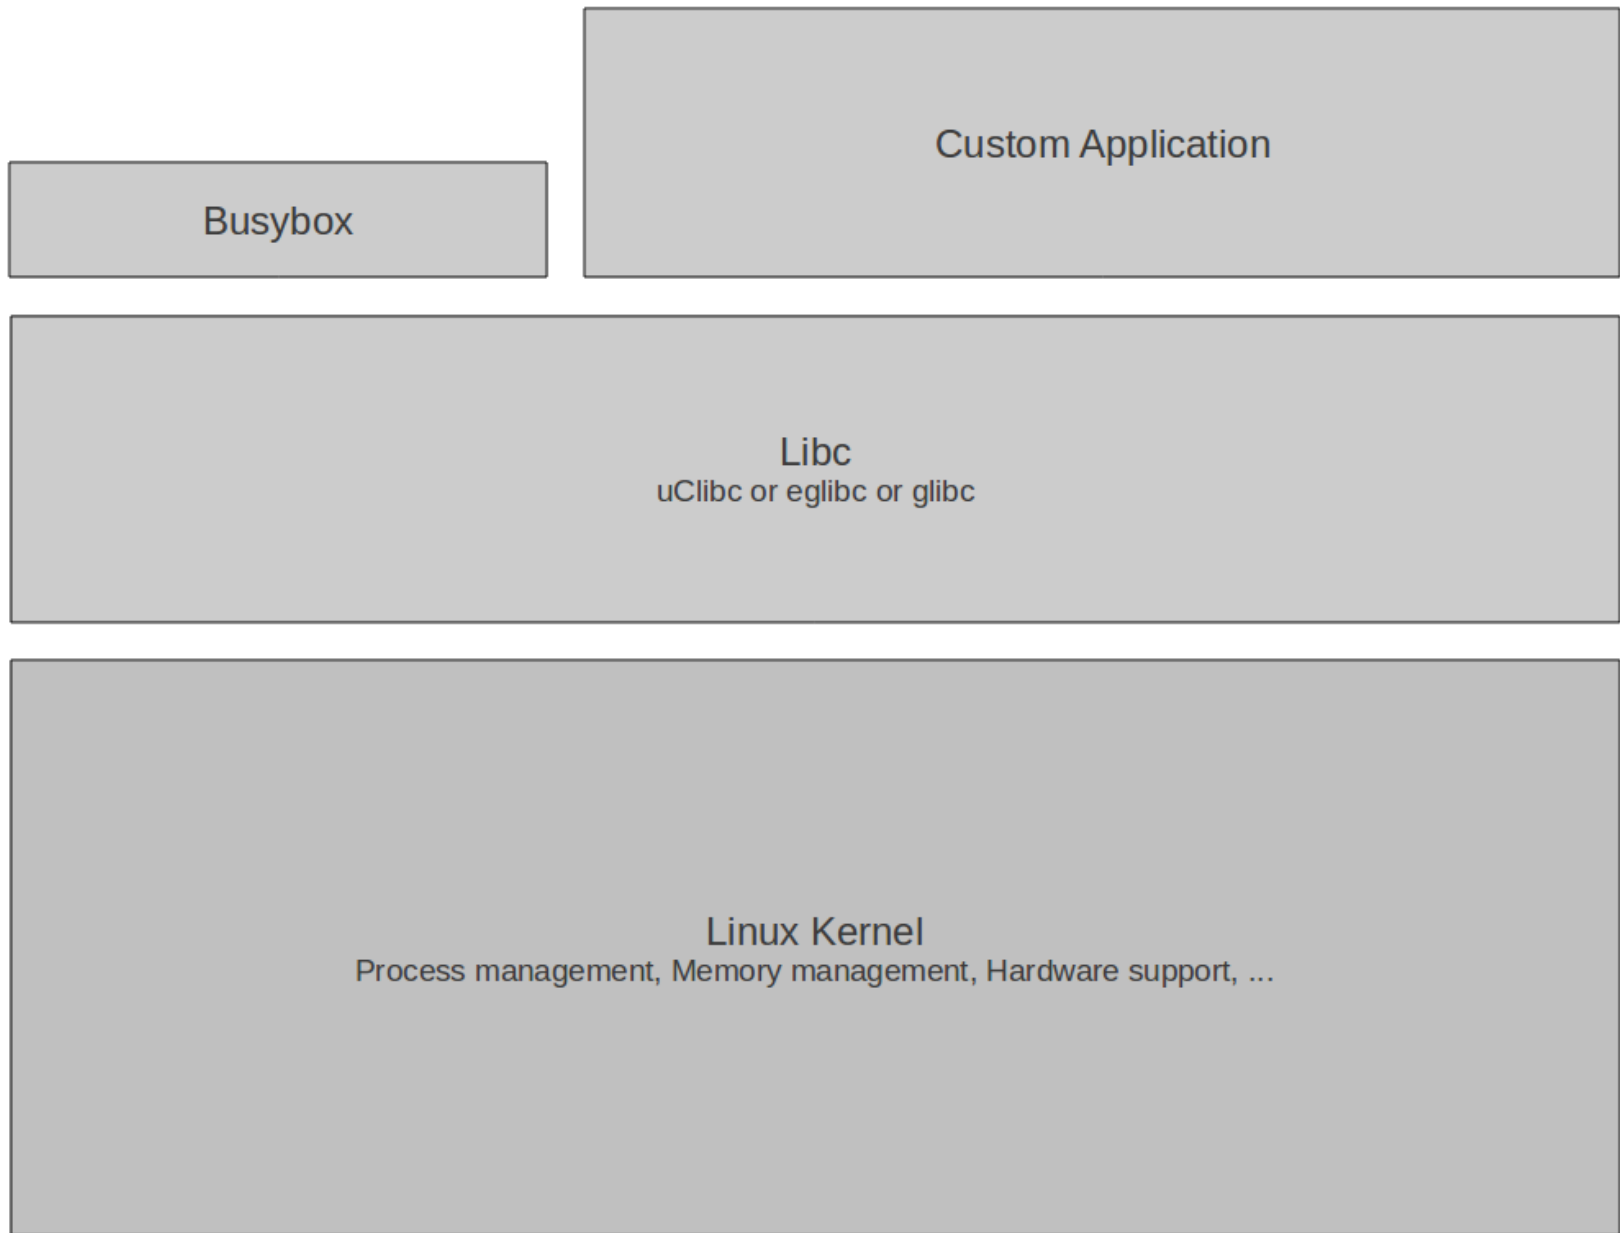 Custom Application
Busybox
Libc
uClibc or eglibc or glibc
Linux Kernel
Process management, Memory management, Hardware support, ...